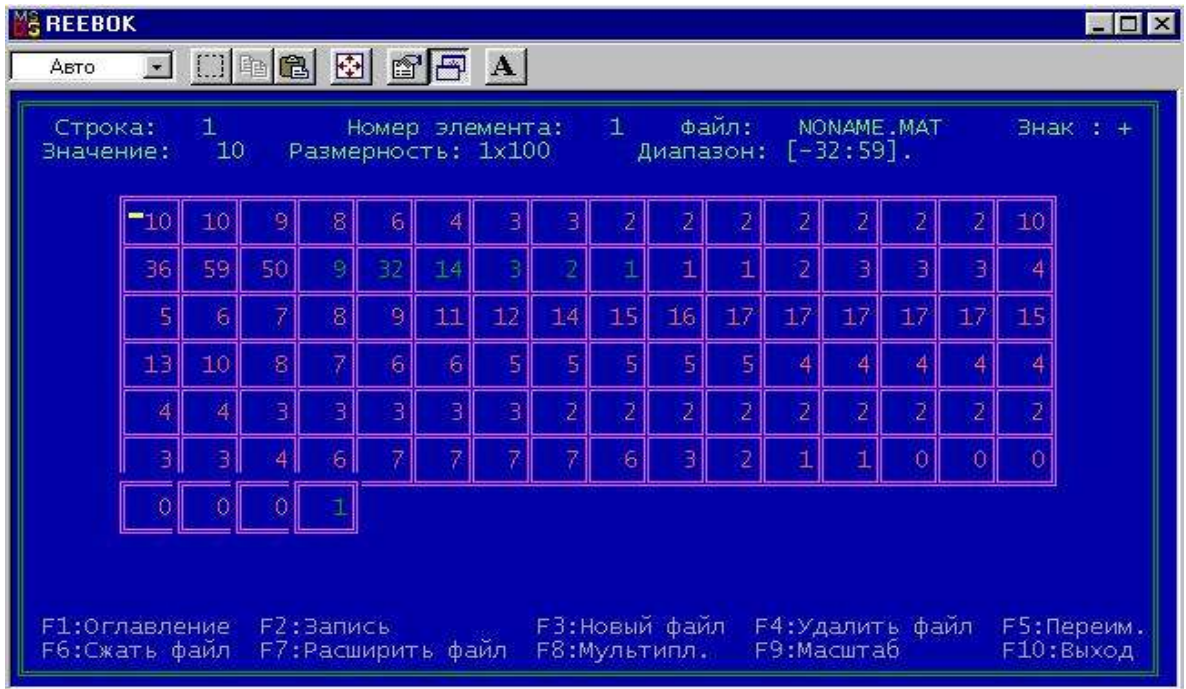 REEBOK
Авто A
Строка: 1 Номер элемента: 1 Файл: NONAME.MAT Знак : +
Значение: 10 Размерность: 1x100 Диапазон: [-32:59].
10 10 9 8 6 4 3 3 2 2 2 2 2 2 2 10
36 59 50 9 32 14 3 2 1 1 1 2 3 3 3 4
5 6 7 8 9 11 12 14 15 16 17 17 17 17 17 15
13 10 8 7 6 6 5 5 5 5 5 4 4 4 4 4
4 4 3 3 3 3 3 2 2 2 2 2 2 2 2 2
3 3 4 6 7 7 7 7 6 3 2 1 1 0 0 0
0 0 0 1
F1:Оглавление F2:Запись F3:Новый файл F4:Удалить файл F5:Переим.
F6:Сжать файл F7:Расширить файл F8:Мультипл. F9:Масштаб F10:Выход